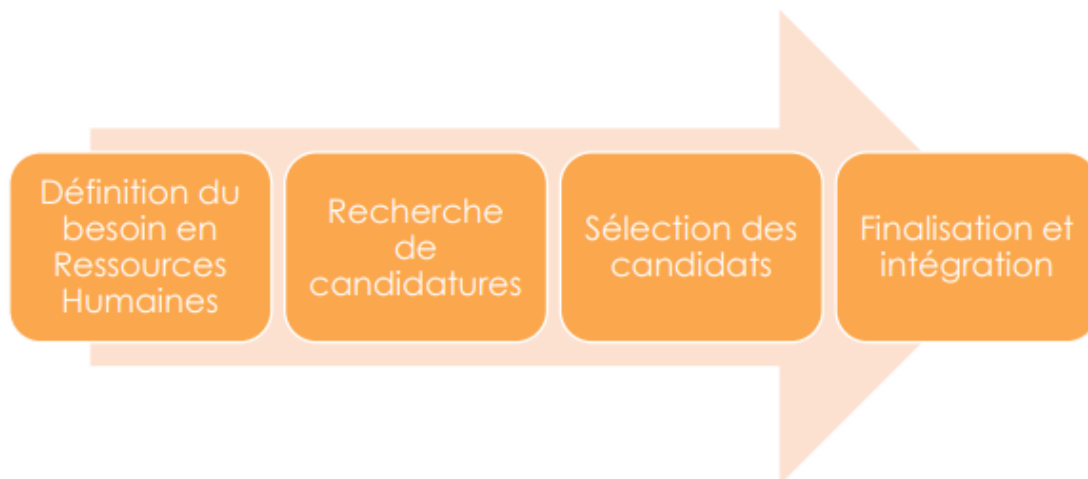 Définition du
besoin en
Ressources
Humaines
Recherche
de
candidatures
Sélection des
candidats
Finalisation et
intégration